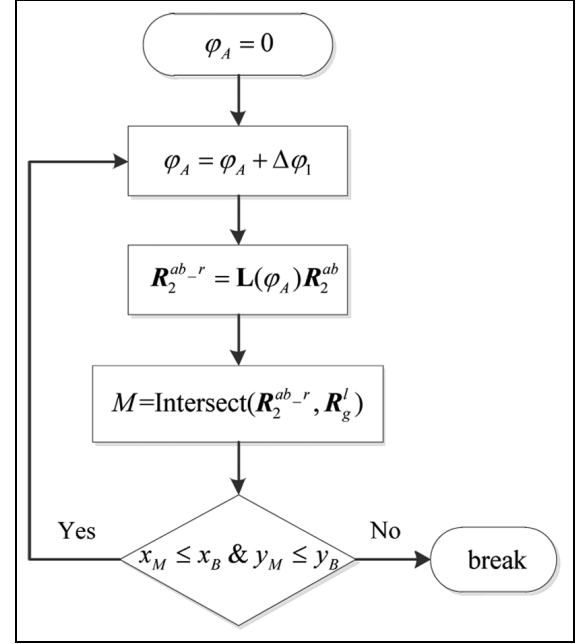 φ_A = 0
φ_A = φ_A + Δφ_1
R_2^{ab_r} = L(φ_A)R_2^{ab}
M=Intersect(R_2^{ab_r}, R_g^l)
Yes
No
x_M ≤ x_B & y_M ≤ y_B
break